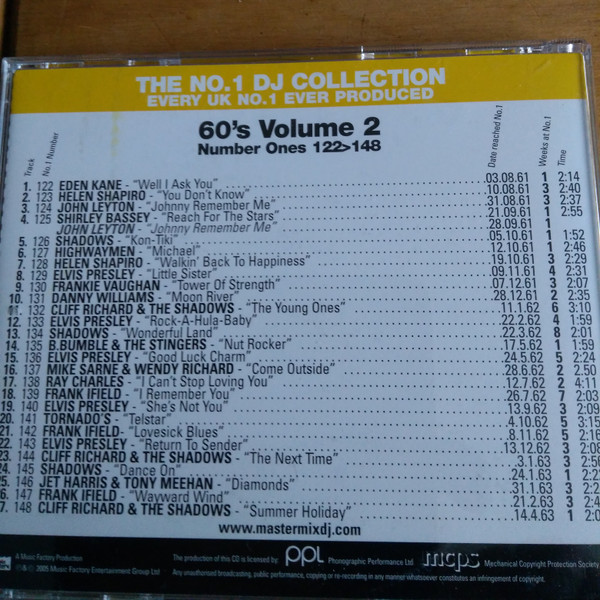 THE NO.1 DJ COLLECTION
EVERY UK NO.1 EVER PRODUCED
60's Volume 2
Number Ones 122>148
Track No.1 Number Date reached No.1 Weeks at No.1 Time
1. 122 EDEN KANE - "Well I Ask You" 03.08.61 1 2:14
2. 123 HELEN SHAPIRO - "You Don't Know" 10.08.61 3 2:40
3. 124 JOHN LEYTON - "Johnny Remember Me" 31.08.61 3 2:37
4. 125 SHIRLEY BASSEY - "Reach For The Stars" 21.09.61 1 2:55
JOHN LEYTON - "Johnny Remember Me" 28.09.61 1
5. 126 SHADOWS - "Kon-Tiki" 05.10.61 1 1:52
6. 127 HIGHWAYMEN - "Michael" 12.10.61 1 2:46
7. 128 HELEN SHAPIRO - "Walkin' Back To Happiness" 19.10.61 3 2:29
8. 129 ELVIS PRESLEY - "Little Sister" 09.11.61 4 2:31
9. 130 FRANKIE VAUGHAN - "Tower Of Strength" 07.12.61 3 2:07
10. 131 DANNY WILLIAMS - "Moon River" 28.12.61 2 2:35
11. 132 CLIFF RICHARD & THE SHADOWS - "The Young Ones" 11.1.62 6 3:10
12. 133 ELVIS PRESLEY - "Rock-A-Hula-Baby" 22.2.62 4 1:59
13. 134 SHADOWS - "Wonderful Land" 22.3.62 8 2:01
14. 135 B.BUMBLE & THE STINGERS - "Nut Rocker" 17.5.62 1 1:59
15. 136 ELVIS PRESLEY - "Good Luck Charm" 24.5.62 5 2:24
16. 137 MIKE SARNE & WENDY RICHARD - "Come Outside" 28.6.62 2 2.50
17. 138 RAY CHARLES - "I Can't Stop Loving You" 12.7.62 2 4:11
18. 139 FRANK IFIELD - "I Remember You" 26.7.62 7 2:03
19. 140 ELVIS PRESLEY - "She's Not You" 13.9.62 3 2:09
20. 141 TORNADO'S - "Telstar" 4.10.62 5 3:15
21. 142 FRANK IFIELD - "Lovesick Blues" 8.11.62 5 2:16
22. 143 ELVIS PRESLEY - "Return To Sender" 13.12.62 3 2:08
23. 144 CLIFF RICHARD & THE SHADOWS - "The Next Time" 3.1.63 3
24. 145 SHADOWS - "Dance On" 24.1.63 1
25. 146 JET HARRIS & TONY MEEHAN - "Diamonds" 31.1.63 3
6. 147 FRANK IFIELD - "Wayward Wind" 21.2.63 3
7. 148 CLIFF RICHARD & THE SHADOWS - "Summer Holiday" 14.4.63 1
www.mastermixdj.com
A Music Factory Production
℗ & © 2005 Music Factory Entertainment Group Ltd
The production of this CD is licenced by ppl Phonographic Performance Ltd / mcps Mechanical Copyright Protection Society
Any unauthorised broadcasting, public performance, copying or re-recording in any manner whatsoever constitutes an infringement of copyright.